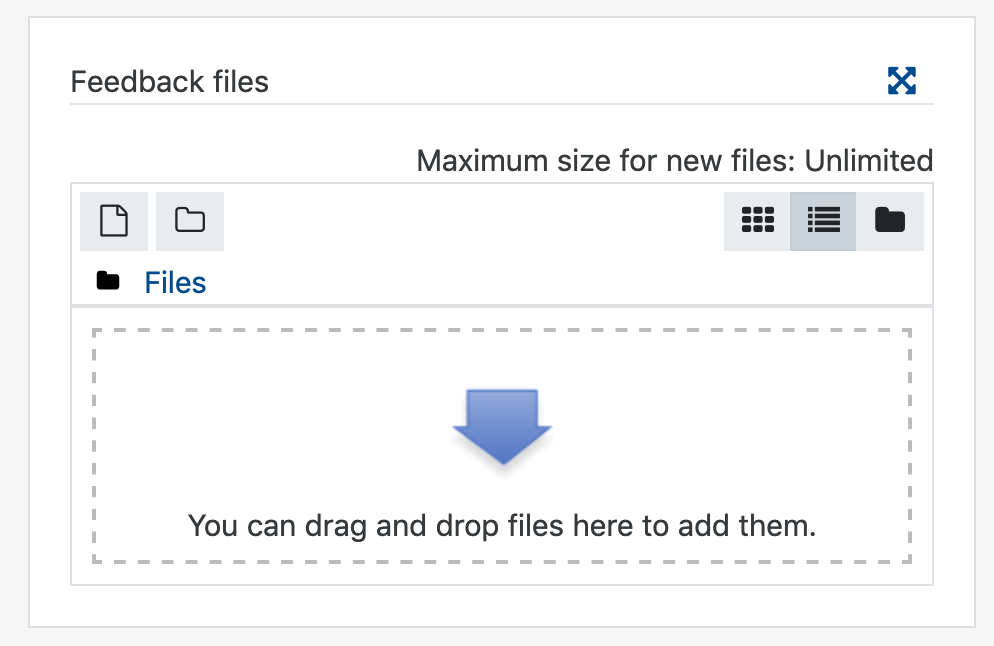 Feedback files
Maximum size for new files: Unlimited
Files
You can drag and drop files here to add them.